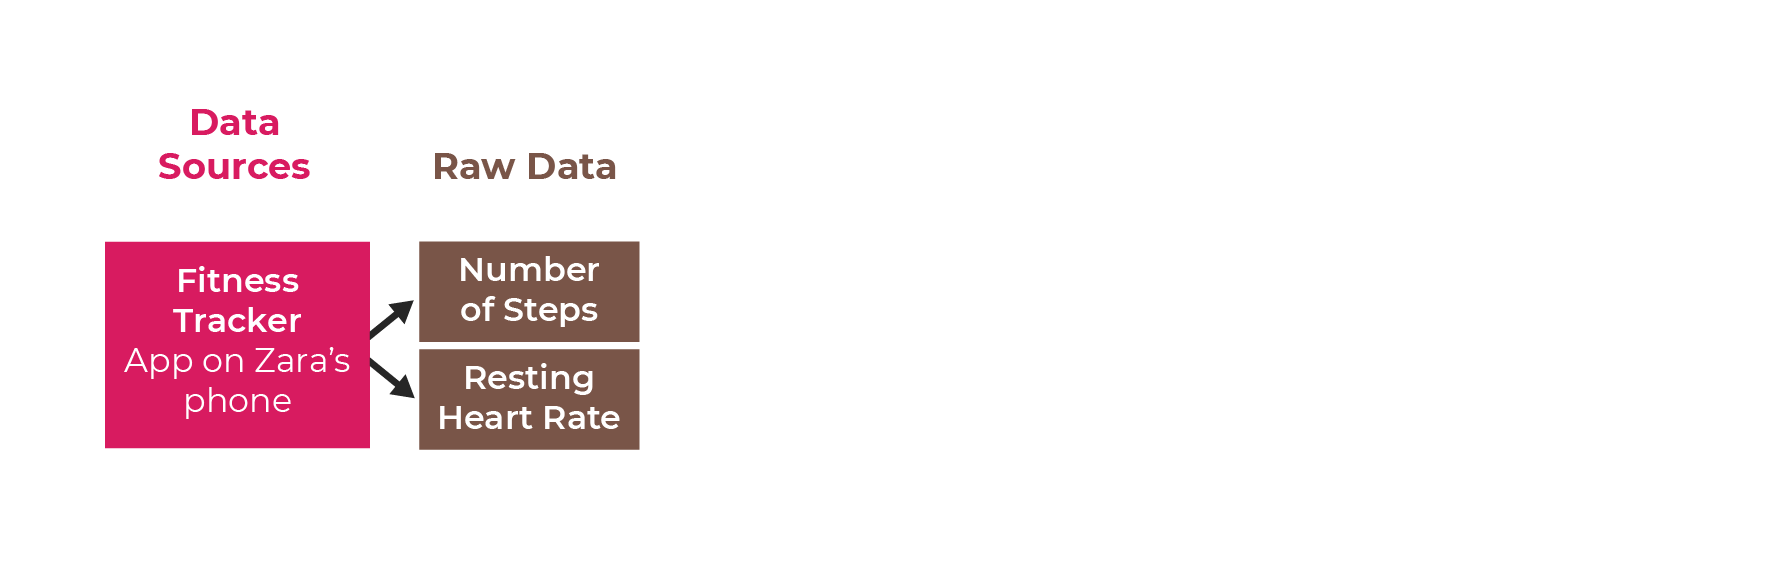 Data
Sources
Raw Data
Fitness
Tracker
App on Zara’s
phone
Number
of Steps
Resting
Heart Rate